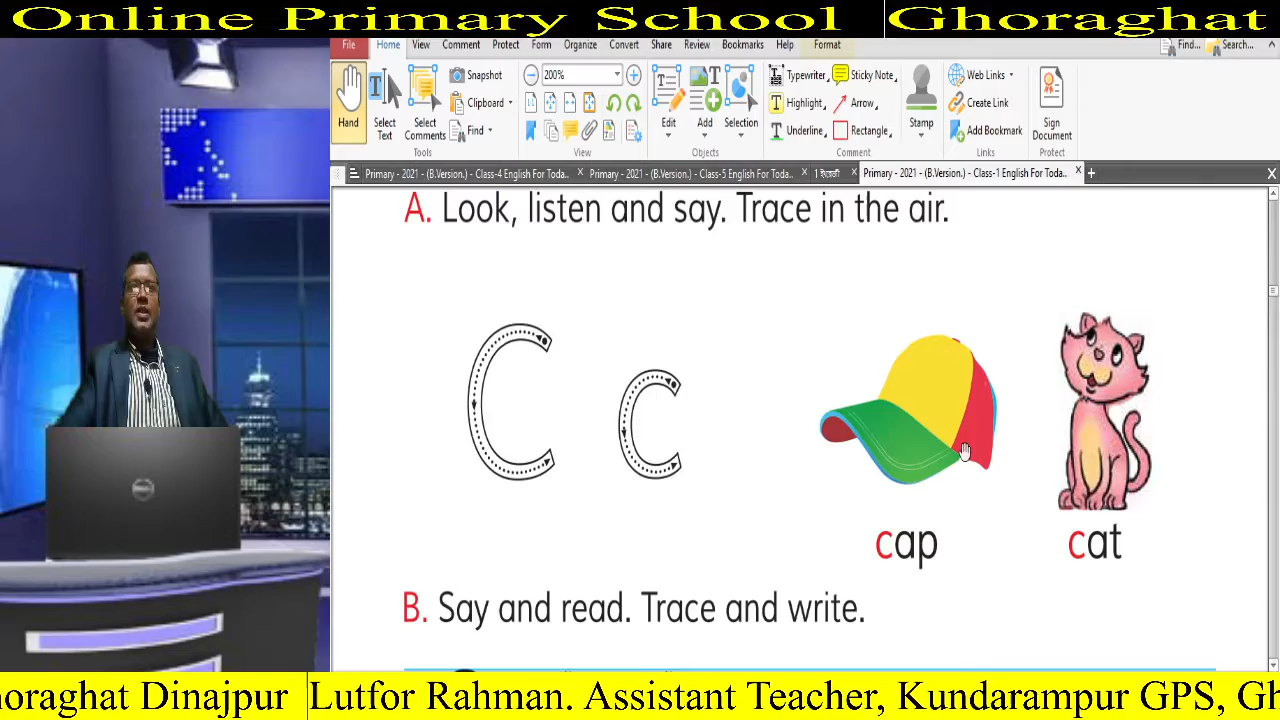 Online Primary School Ghoraghat
File Home View Comment Protect Form Organize Convert Share Review Bookmarks Help Format Find... Search...
Hand
Select Text
Select Comments
Snapshot
Clipboard
Find
Tools
200%
View
Edit
Add
Selection
Objects
Typewriter
Highlight
Underline
Sticky Note
Arrow
Rectangle
Comment
Stamp
Web Links
Create Link
Add Bookmark
Links
Sign Document
Protect
Primary - 2021 - (B.Version.) - Class-4 English For Toda.. × Primary - 2021 - (B.Version.) - Class-5 English For Toda... × 1 ইংরেজী × Primary - 2021 - (B.Version.) - Class-1 English For Toda.. ×
A. Look, listen and say. Trace in the air.
C c
cap cat
B. Say and read. Trace and write.
DELL
horaghat Dinajpur Lutfor Rahman. Assistant Teacher, Kundarampur GPS, Gh